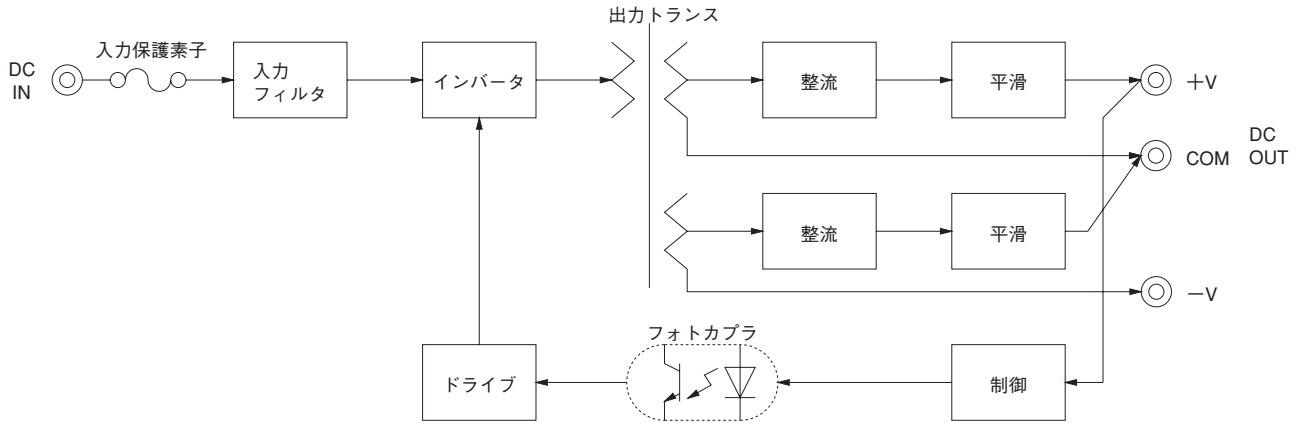 出力トランス
入力保護素子
DC
IN
入力
フィルタ
インバータ
整流
平滑
+V
COM
DC
OUT
整流
平滑
−V
フォトカプラ
ドライブ
制御